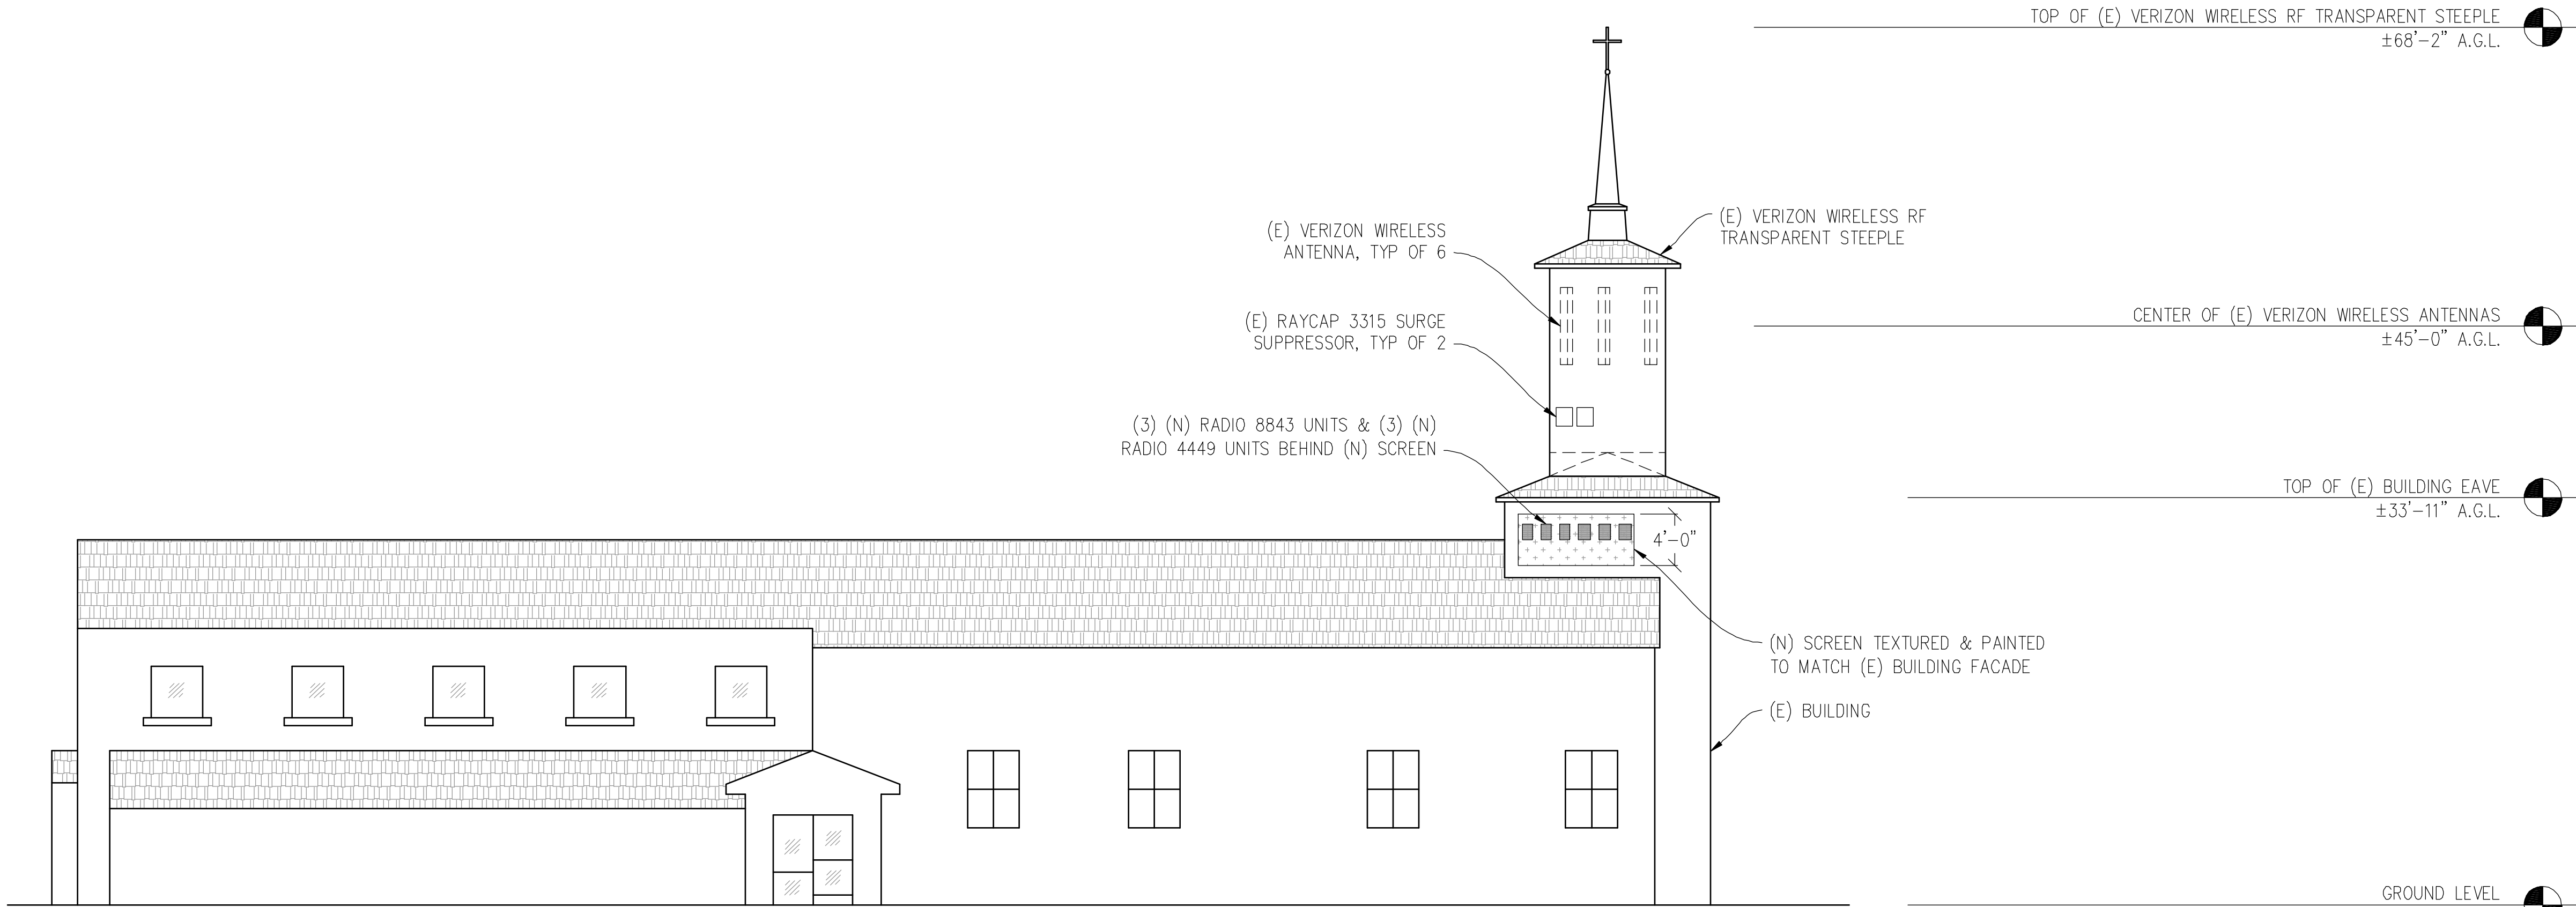 TOP OF (E) VERIZON WIRELESS RF TRANSPARENT STEEPLE
±68'-2" A.G.L.
(E) VERIZON WIRELESS RF
TRANSPARENT STEEPLE
(E) VERIZON WIRELESS
ANTENNA, TYP OF 6
CENTER OF (E) VERIZON WIRELESS ANTENNAS
±45'-0" A.G.L.
(E) RAYCAP 3315 SURGE
SUPPRESSOR, TYP OF 2
(3) (N) RADIO 8843 UNITS & (3) (N)
RADIO 4449 UNITS BEHIND (N) SCREEN
TOP OF (E) BUILDING EAVE
±33'-11" A.G.L.
4'-0"
(N) SCREEN TEXTURED & PAINTED
TO MATCH (E) BUILDING FACADE
(E) BUILDING
GROUND LEVEL